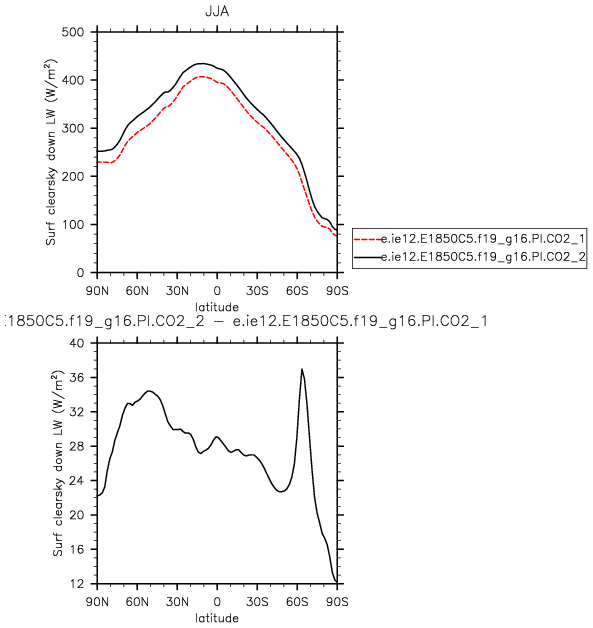 JJA
500
400
300
200
100
0
Surf clearsky down LW (W/m²)
90N 60N 30N 0 30S 60S 90S
latitude
e.ie12.E1850C5.f19_g16.PI.CO2_1
e.ie12.E1850C5.f19_g16.PI.CO2_2
:1850C5.f19_g16.PI.CO2_2 − e.ie12.E1850C5.f19_g16.PI.CO2_1
40
36
32
28
24
20
16
12
Surf clearsky down LW (W/m²)
90N 60N 30N 0 30S 60S 90S
latitude